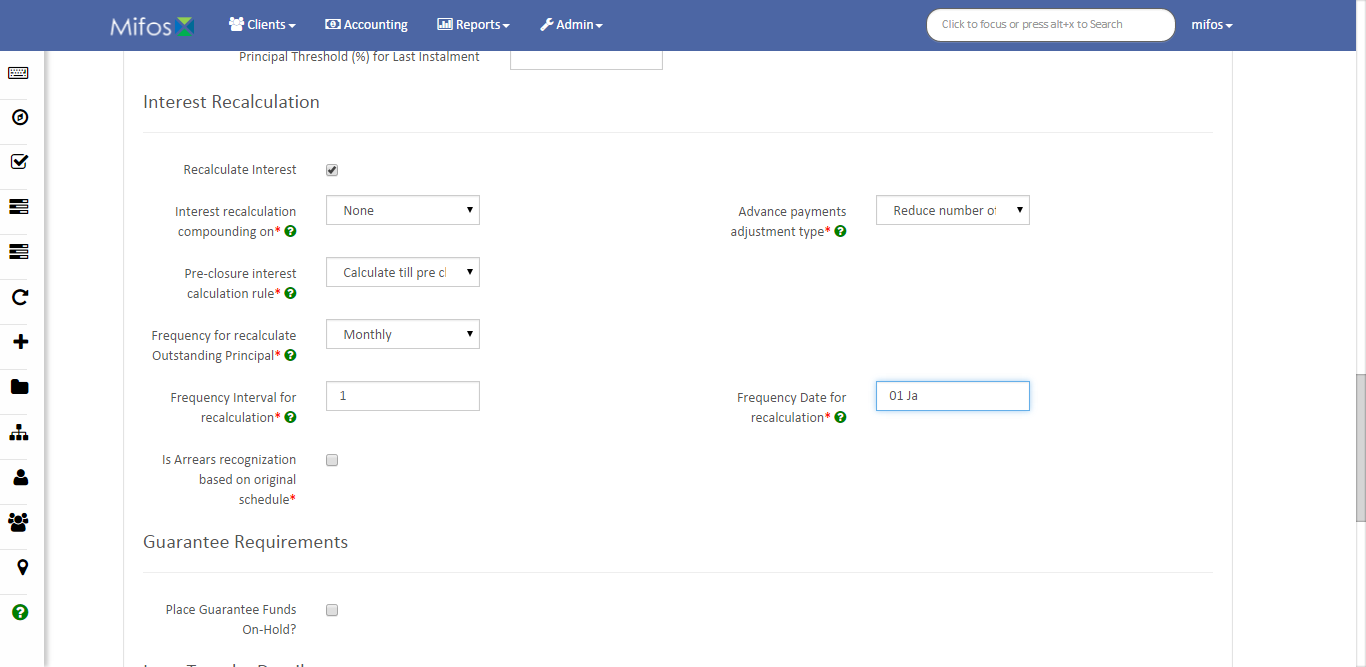 Mifos Clients Accounting Reports Admin Click to focus or press alt+x to Search mifos
Principal Threshold (%) for Last Instalment
Interest Recalculation
Recalculate Interest
Interest recalculation
compounding on*
None
Advance payments
adjustment type*
Reduce number of
Pre-closure interest
calculation rule*
Calculate till pre cl
Frequency for recalculate
Outstanding Principal*
Monthly
Frequency Interval for
recalculation*
1
Frequency Date for
recalculation*
01 Ja
Is Arrears recognization
based on original
schedule*
Guarantee Requirements
Place Guarantee Funds
On-Hold?